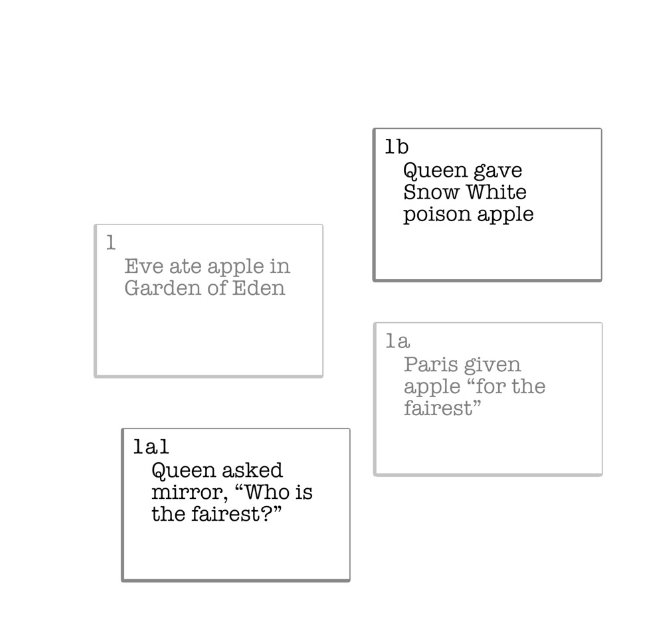 1b
Queen gave
Snow White
poison apple
1
Eve ate apple in
Garden of Eden
1a
Paris given
apple “for the
fairest”
1a1
Queen asked
mirror, “Who is
the fairest?”